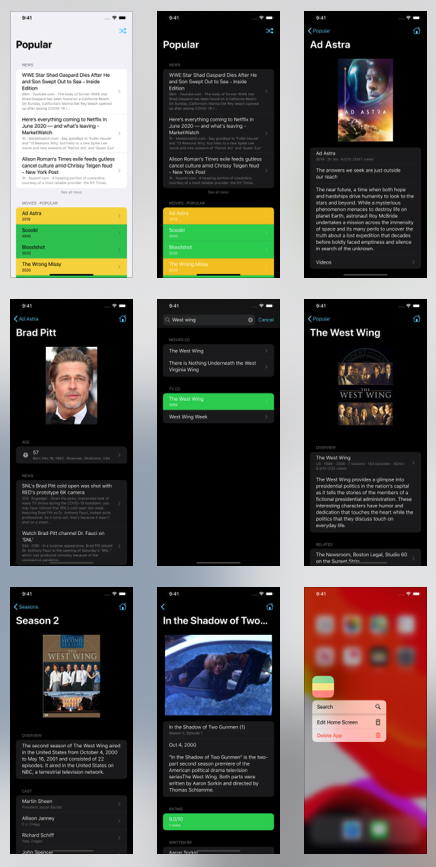 9:41
Popular
NEWS
WWE Star Shad Gaspard Dies After He
and Son Swept Out to Sea - Inside
Edition
Here's everything coming to Netflix in
June 2020 — and what's leaving -
MarketWatch
Alison Roman's Times exile feeds gutless
cancel culture amid Chrissy Teigen feud
- New York Post
See all news
MOVIES · POPULAR
Ad Astra
2019
Scoob!
2020
Bloodshot
2020
The Wrong Missy
2020
9:41
Popular
NEWS
WWE Star Shad Gaspard Dies After He
and Son Swept Out to Sea - Inside
Edition
Here's everything coming to Netflix in
June 2020 — and what's leaving -
MarketWatch
Alison Roman's Times exile feeds gutless
cancel culture amid Chrissy Teigen feud
- New York Post
See all news
MOVIES · POPULAR
Ad Astra
2019
Scoob!
2020
Bloodshot
2020
The Wrong Missy
2020
9:41
Popular
Ad Astra
AD ASTRA
Ad Astra
The answers we seek are just outside
our reach
The near future, a time when both hope
and hardships drive humanity to look to the
stars and beyond. While a mysterious
phenomenon menaces to destroy life on
planet Earth, astronaut Roy McBride
undertakes a mission across the immensity
of space and its many perils to uncover the
truth about a lost expedition that decades
before boldly faced emptiness and silence
in search of the unknown.
Videos
9:41
Ad Astra
Brad Pitt
AGE
57
NEWS
SNL's Brad Pitt cold open was shot with
RED's prototype 6K camera
Watch Brad Pitt channel Dr. Fauci on
'SNL'
9:41
West wing
Cancel
MOVIES (2)
The West Wing
There is Nothing Underneath the West
Virginia Wing
TV (2)
The West Wing
1999
West Wing Week
9:41
Popular
The West Wing
THE
WEST WING
OVERVIEW
The West Wing
The West Wing provides a glimpse into
presidential politics in the nation's capital
as it tells the stories of the members of a
fictional presidential administration. These
interesting characters have humor and
dedication that touches the heart while the
politics that they discuss touch on
everyday life.
RELATED
The Newsroom, Boston Legal, Studio 60
on the Sunset Strip
9:41
Seasons
Season 2
WEST WING
OVERVIEW
The second season of The West Wing aired
in the United States from October 4, 2000
to May 16, 2001 and consisted of 22
episodes. It aired in the United States on
NBC, a terrestrial television network.
CAST
Martin Sheen
Allison Janney
Richard Schiff
John Spencer
9:41
In the Shadow of Two...
In the Shadow of Two Gunmen (1)
Season 2, Episode 1
Oct 4, 2000
"In the Shadow of Two Gunmen" is the two-
part second season premiere of the
American political drama television
seriesThe West Wing. Both parts were
written by Aaron Sorkin and directed by
Thomas Schlamme.
RATING
9.0/10
WRITTEN BY
Aaron Sorkin
9:41
Search
Edit Home Screen
Delete App